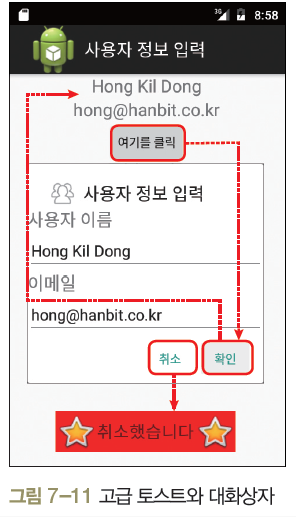 3G 8:58
사용자 정보 입력
Hong Kil Dong
hong@hanbit.co.kr
여기를 클릭
사용자 정보 입력
사용자 이름
Hong Kil Dong
이메일
hong@hanbit.co.kr
취소 확인
취소했습니다
그림 7-11 고급 토스트와 대화상자